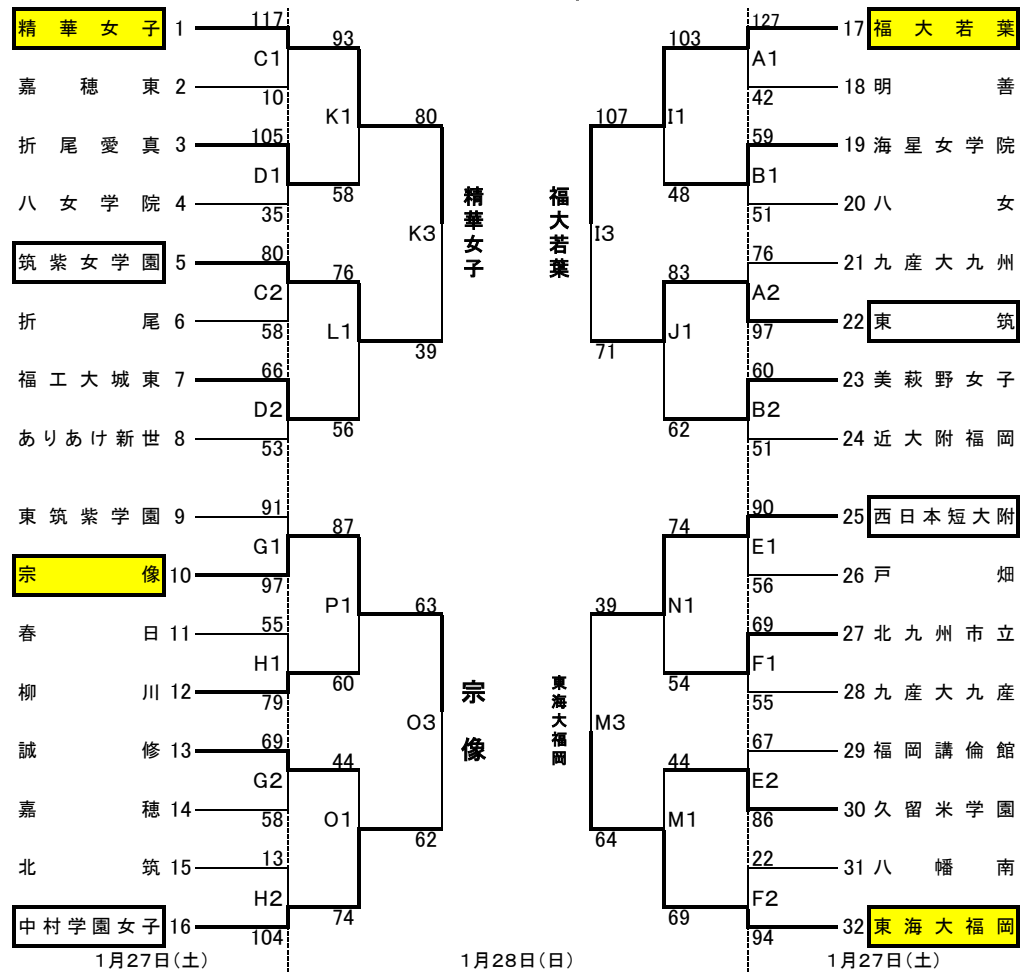 117
93
103
127
精華女子 1
17 福大若葉
C1
A1
嘉穂東 2
18 明善
10
K1
80
107
I1
42
折尾愛真 3
105
59
19 海星女学院
D1
B1
八女学院 4
58
48
20 八女
35
51
K3
精華女子
福大若葉
I3
筑紫女学園 5
80
76
83
76
21 九産大九州
C2
A2
折尾 6
22 東筑
58
L1
39
71
J1
97
福工大城東 7
66
60
23 美萩野女子
D2
B2
ありあけ新世 8
56
62
24 近大附福岡
53
51
東筑紫学園 9
91
87
74
90
25 西日本短大附
G1
E1
宗像 10
26 戸畑
97
P1
63
39
N1
56
春日 11
55
69
27 北九州市立
H1
F1
柳川 12
60
54
28 九産大九産
79
55
O3
宗像
東海大福岡
M3
誠修 13
69
44
44
67
29 福岡講倫館
G2
E2
嘉穂 14
30 久留米学園
58
O1
62
64
M1
86
北筑 15
13
22
31 八幡南
H2
F2
中村学園女子 16
74
69
32 東海大福岡
104
94
1月27日(土)
1月28日(日)
1月27日(土)